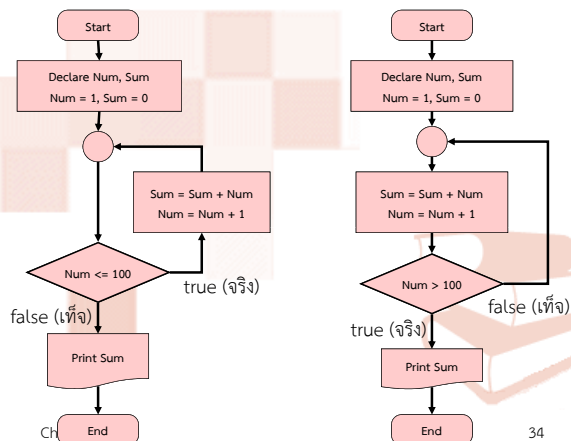 Start
Declare Num, Sum
Num = 1, Sum = 0
Sum = Sum + Num
Num = Num + 1
Num <= 100
true (จริง)
false (เท็จ)
Print Sum
End
Ch
Start
Declare Num, Sum
Num = 1, Sum = 0
Sum = Sum + Num
Num = Num + 1
Num > 100
false (เท็จ)
true (จริง)
Print Sum
End
34